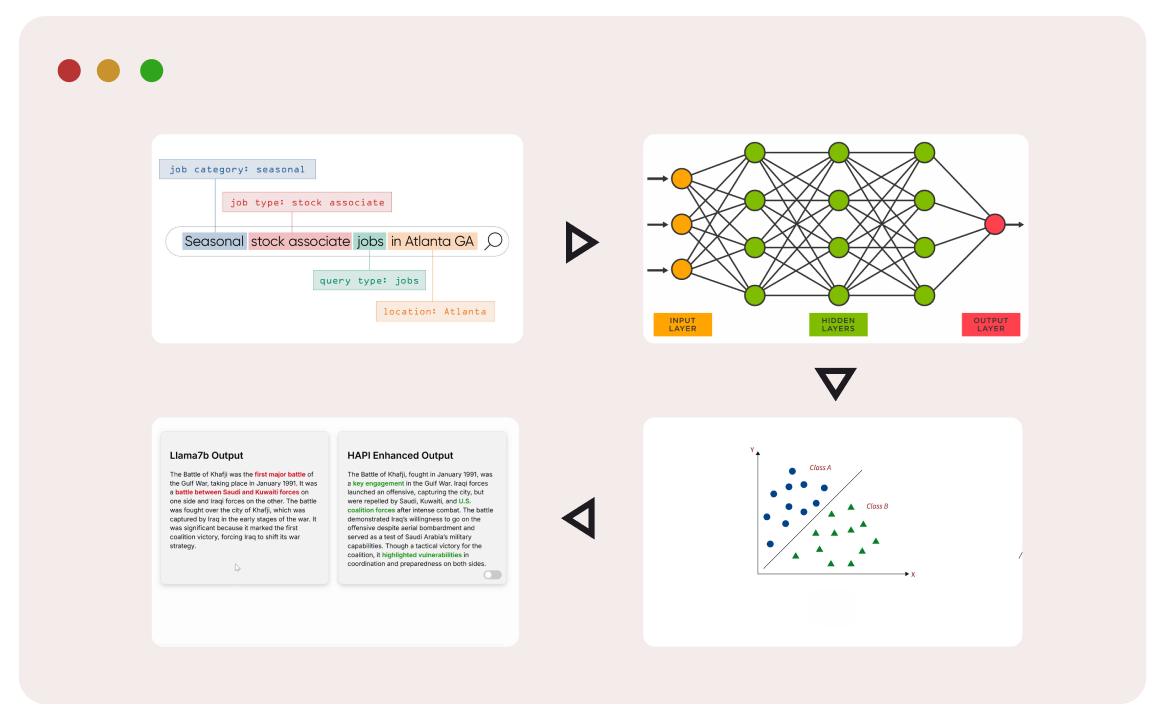 job category: seasonal
job type: stock associate
Seasonal stock associate jobs in Atlanta GA
query type: jobs
location: Atlanta
INPUT
LAYER
HIDDEN
LAYERS
OUTPUT
LAYER
Llama7b Output
The Battle of Khafji was the first major battle of
the Gulf War, taking place in January 1991. It was
a battle between Saudi and Kuwaiti forces on
one side and Iraqi forces on the other. The battle
was fought over the city of Khafji, which was
captured by Iraq in the early stages of the war. It
was significant because it marked the first
coalition victory, forcing Iraq to shift its war
strategy.
HAPI Enhanced Output
The Battle of Khafji, fought in January 1991, was
a key engagement in the Gulf War. Iraqi forces
launched an offensive, capturing the city, but
were repelled by Saudi, Kuwaiti, and U.S.
coalition forces after intense combat. The battle
demonstrated Iraq's willingness to go on the
offensive despite aerial bombardment and
served as a test of Saudi Arabia's military
capabilities. Though a tactical victory for the
coalition, it highlighted vulnerabilities in
coordination and preparedness on both sides.
Y
Class A
Class B
X